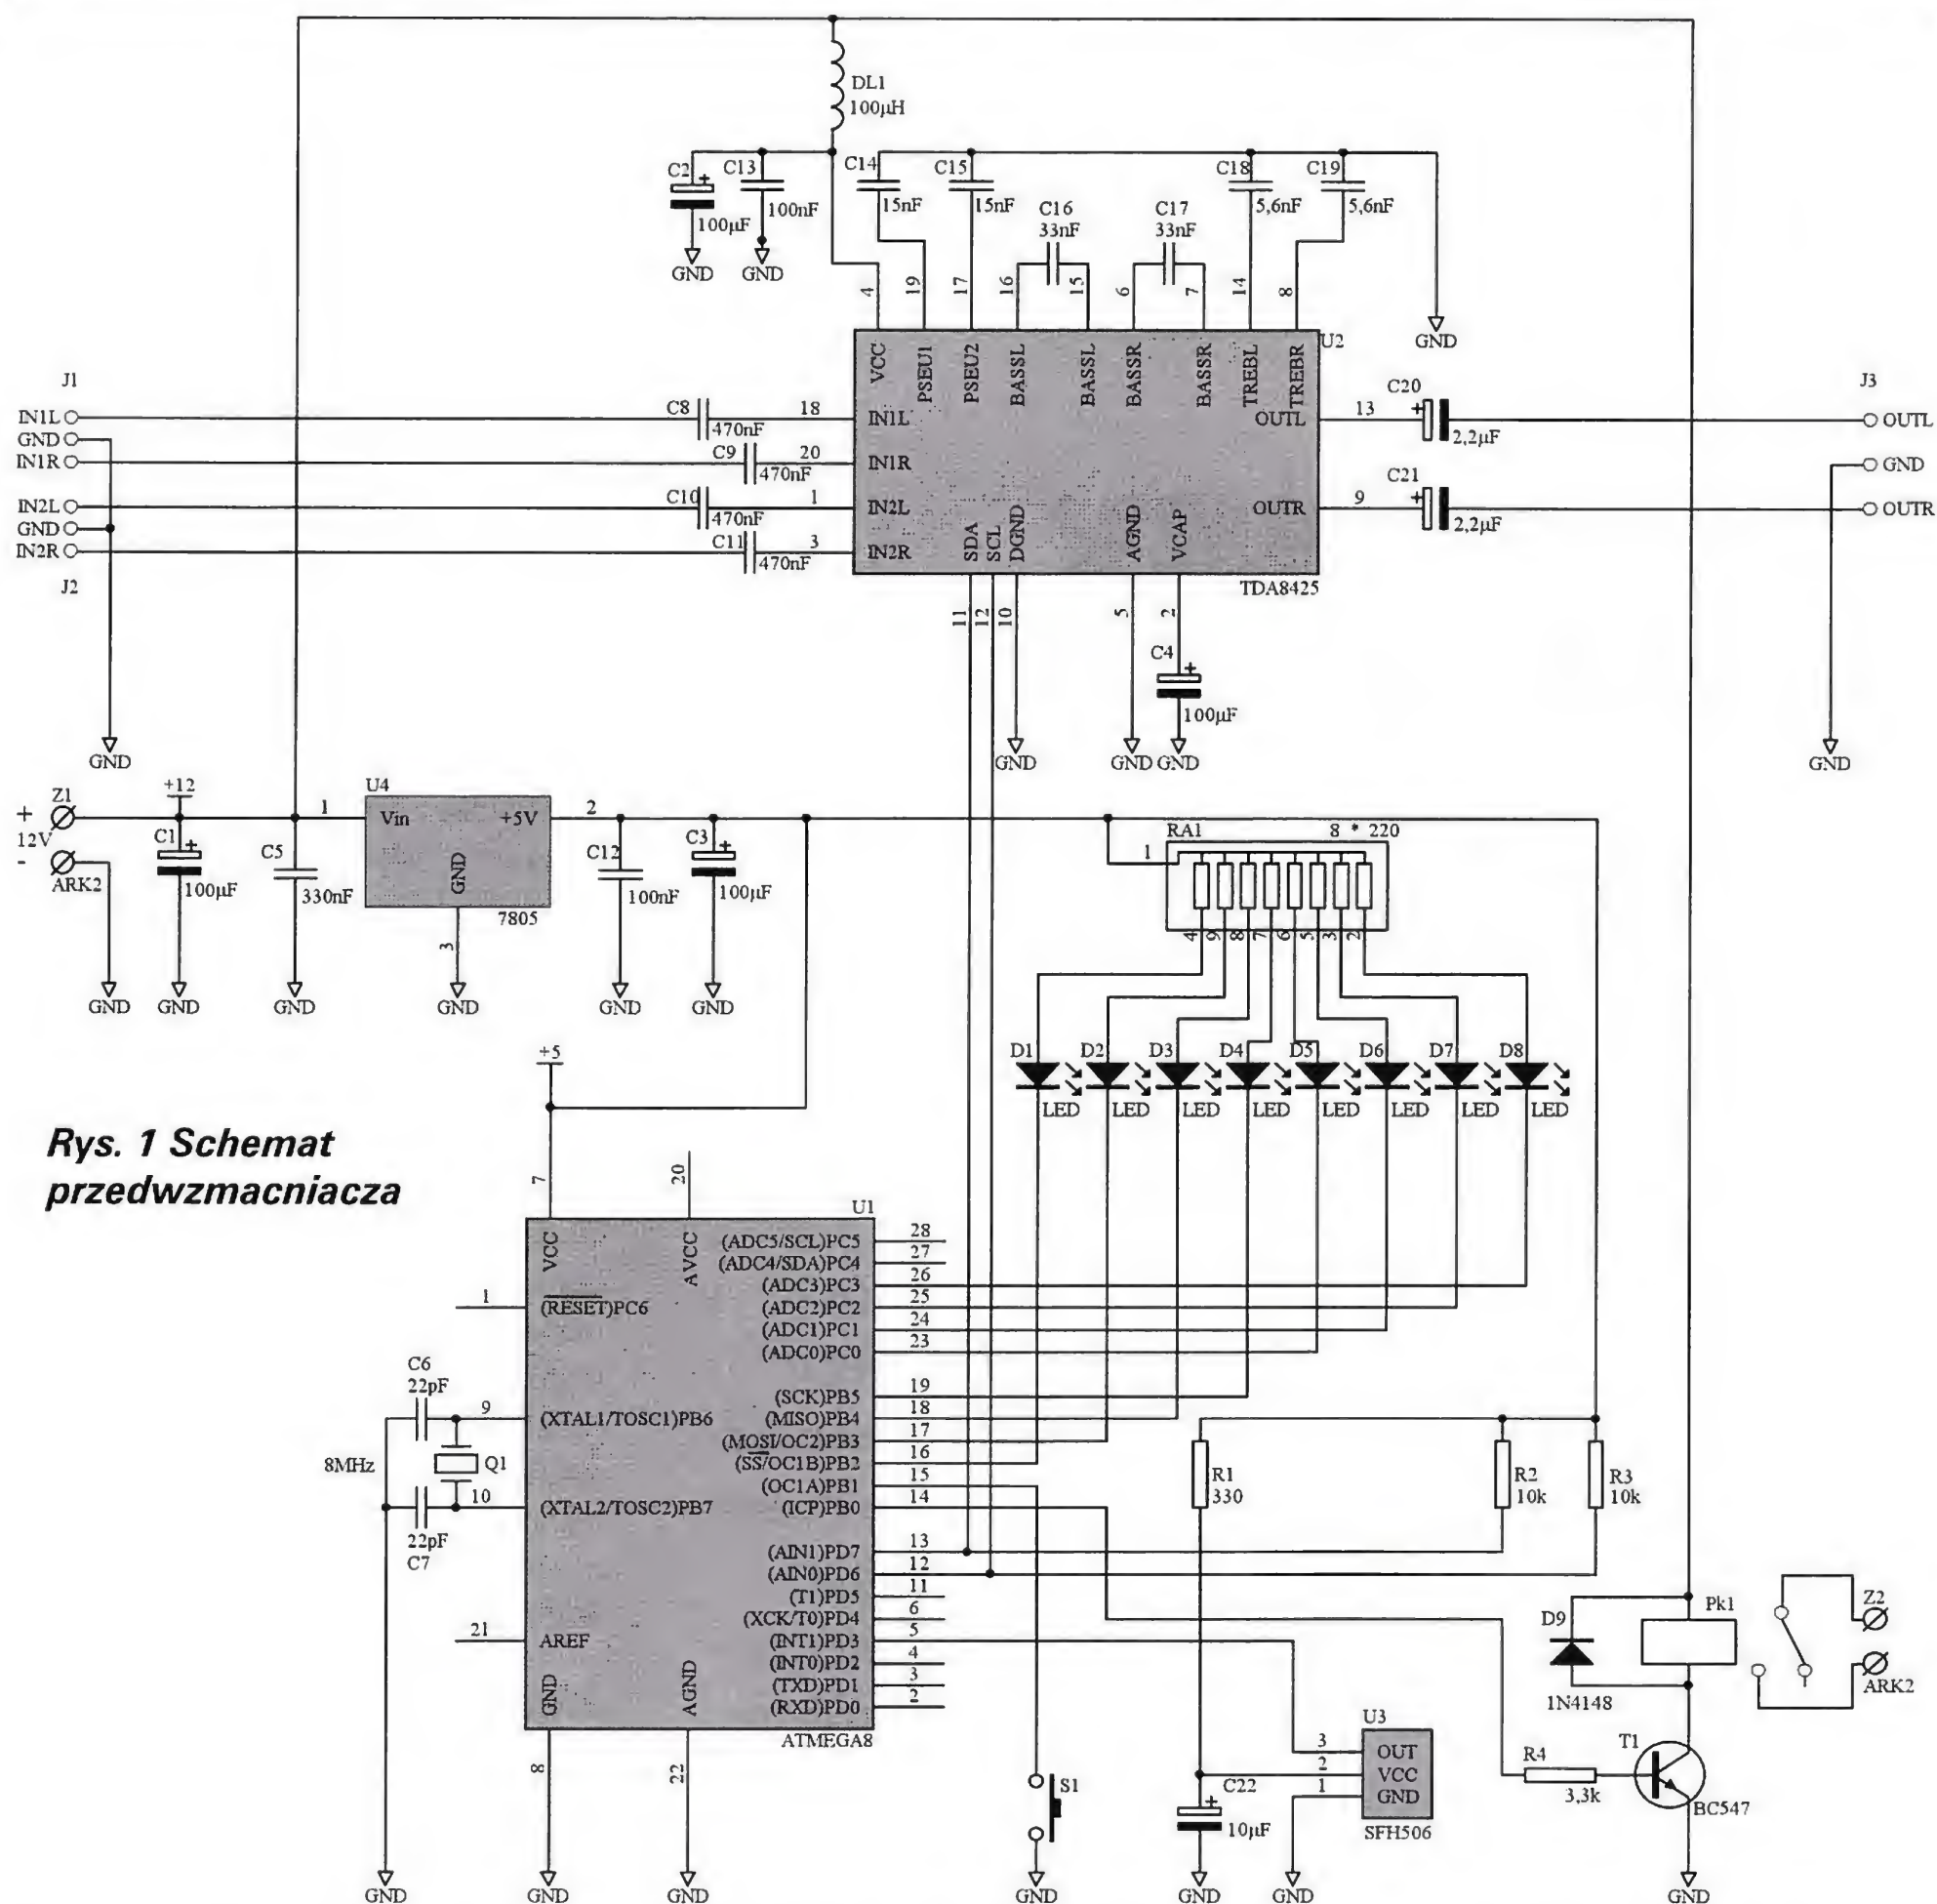 DL1
100µH
C2
100µF
GND
C13
100nF
GND
C14
15nF
C15
15nF
C16
33nF
C17
33nF
C18
5,6nF
C19
5,6nF
GND
4
19
17
16
15
6
7
14
8
U2
VCC
PSEU1
PSEU2
BASSL
BASSL
BASSR
BASSR
TREBL
TREBR
J1
IN1L
GND
IN1R
IN2L
GND
IN2R
J2
GND
C8
470nF
18
C9
470nF
20
C10
470nF
1
C11
470nF
3
IN1L
IN1R
IN2L
IN2R
OUTL
OUTR
SDA
SCL
DGND
AGND
VCAP
TDA8425
13
C20
2,2µF
9
C21
2,2µF
J3
OUTL
GND
OUTR
GND
11
12
10
5
2
C4
100µF
GND
GND
GND
+
12V
-
Z1
ARK2
GND
+12
C1
100µF
GND
C5
330nF
GND
1
U4
Vin
+5V
GND
7805
3
GND
2
C12
100nF
GND
C3
100µF
GND
RA1
8 * 220
1
4
9
8
7
6
5
3
2
D1
LED
D2
LED
D3
LED
D4
LED
D5
LED
D6
LED
D7
LED
D8
LED
+5
Rys. 1 Schemat
przedwzmacniacza
7
20
U1
VCC
AVCC
(ADC5/SCL)PC5
28
(ADC4/SDA)PC4
27
(ADC3)PC3
26
(ADC2)PC2
25
(ADC1)PC1
24
(ADC0)PC0
23
(SCK)PB5
19
(MISO)PB4
18
(MOSI/OC2)PB3
17
(SS/OC1B)PB2
16
(OC1A)PB1
15
(ICP)PB0
14
(AIN1)PD7
13
(AIN0)PD6
12
(T1)PD5
11
(XCK/T0)PD4
6
(INT1)PD3
5
(INT0)PD2
4
(TXD)PD1
3
(RXD)PD0
2
1
(RESET)PC6
9
(XTAL1/TOSC1)PB6
10
(XTAL2/TOSC2)PB7
21
AREF
GND
AGND
ATMEGA8
C6
22pF
8MHz
Q1
22pF
C7
GND
8
GND
22
GND
S1
GND
R1
330
R2
10k
R3
10k
C22
10µF
GND
U3
3
OUT
2
VCC
1
GND
SFH506
GND
R4
3,3k
T1
BC547
GND
D9
1N4148
Pk1
Z2
ARK2